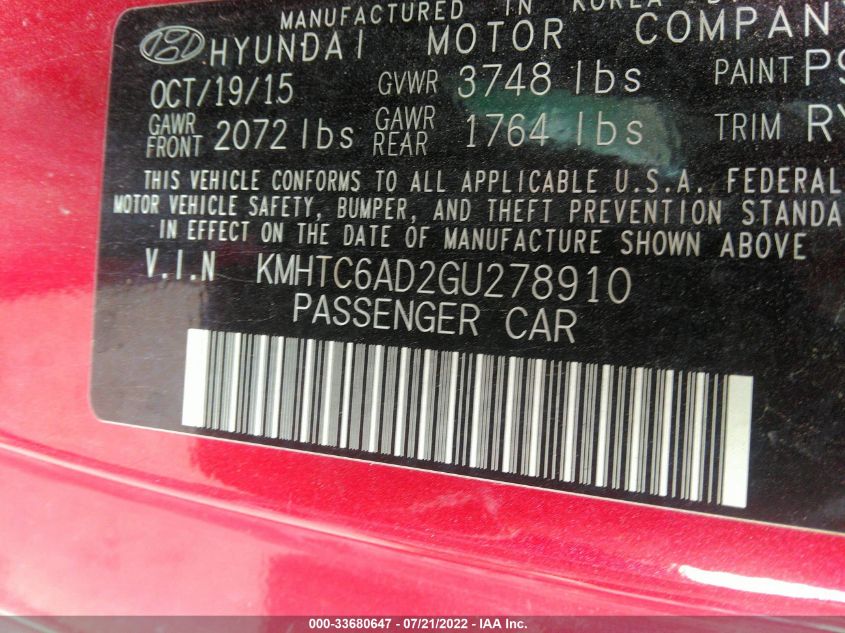 MANUFACTURED IN KOREA
HYUNDAI MOTOR COMPAN
OCT/19/15 GVWR 3748 lbs PAINT PS
GAWR FRONT 2072 lbs GAWR REAR 1764 lbs TRIM RY
THIS VEHICLE CONFORMS TO ALL APPLICABLE U.S.A. FEDERAL
MOTOR VEHICLE SAFETY, BUMPER, AND THEFT PREVENTION STANDA
IN EFFECT ON THE DATE OF MANUFACTURE SHOWN ABOVE
V.I.N KMHTC6AD2GU278910
PASSENGER CAR
000-33680647 / 07/21/2022 - IAA Inc.